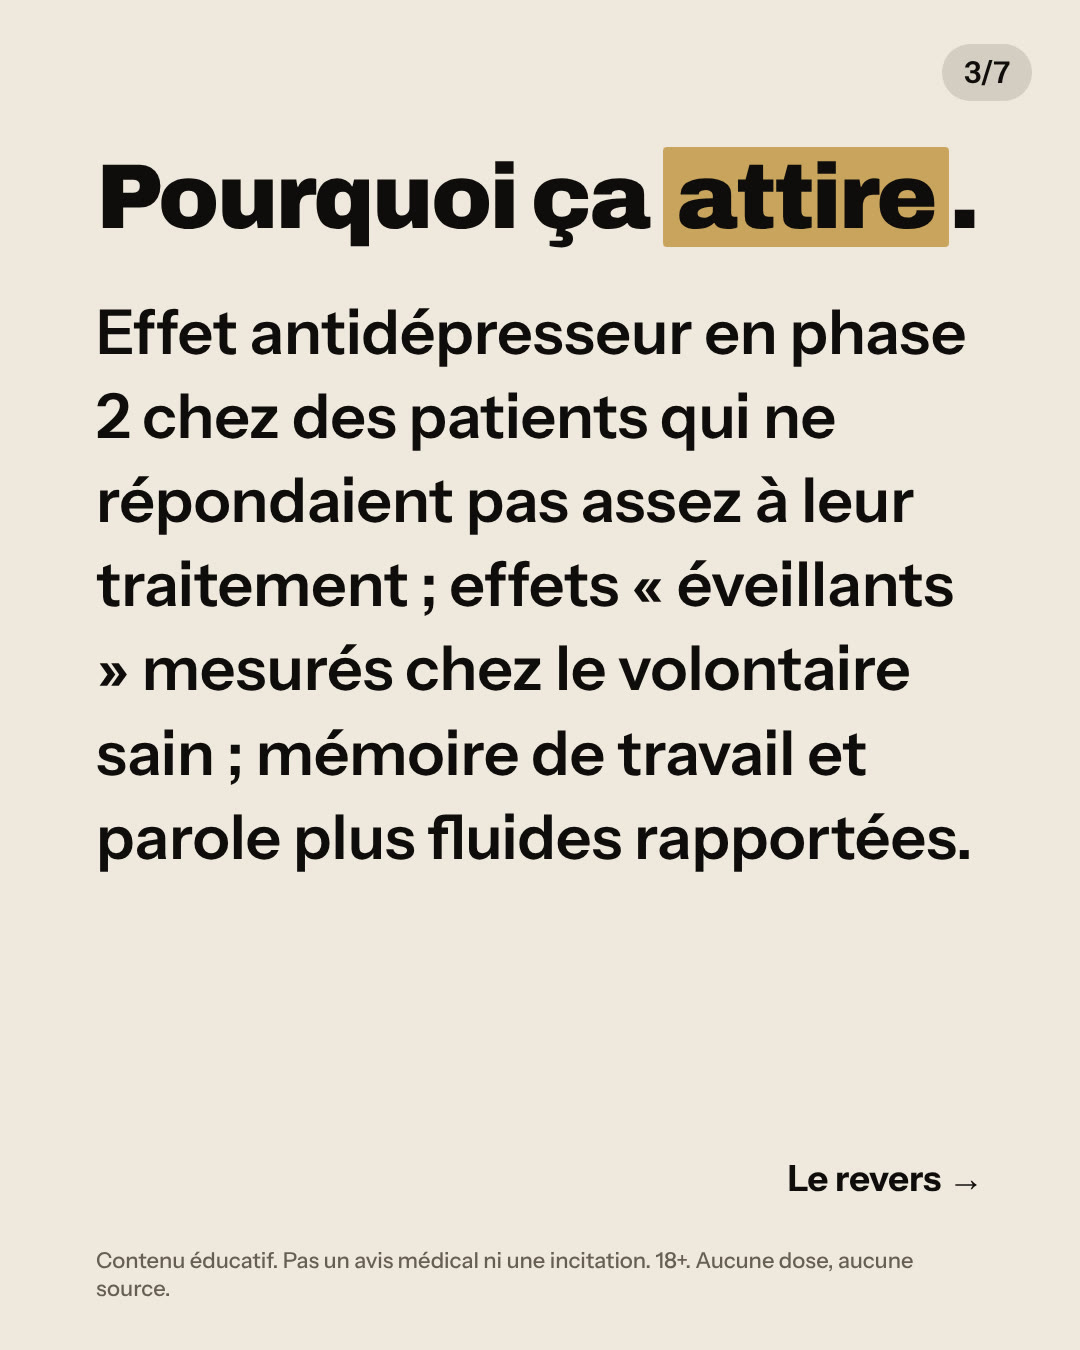 3/7
Pourquoi ça attire.
Effet antidépresseur en phase
2 chez des patients qui ne
répondaient pas assez à leur
traitement ; effets « éveillants
» mesurés chez le volontaire
sain ; mémoire de travail et
parole plus fluides rapportées.
Le revers →
Contenu éducatif. Pas un avis médical ni une incitation. 18+. Aucune dose, aucune
source.